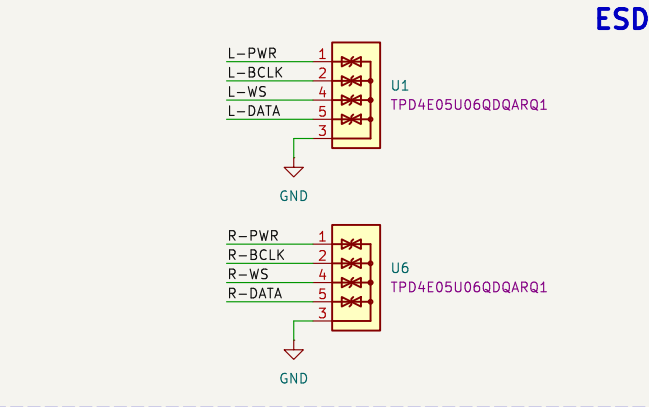 ESD
L-PWR 1
L-BCLK 2
L-WS 4
L-DATA 5
3
U1
TPD4E05U06QDQARQ1
GND
R-PWR 1
R-BCLK 2
R-WS 4
R-DATA 5
3
U6
TPD4E05U06QDQARQ1
GND